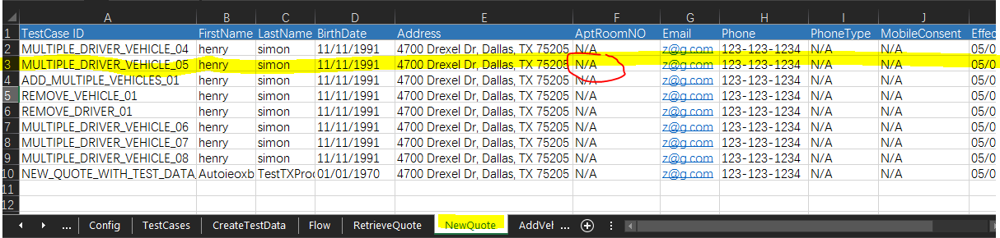 A B C D E F G H I J
1 TestCase ID FirstName LastName BirthDate Address AptRoomNO Email Phone PhoneType MobileConsent Effec
2 MULTIPLE_DRIVER_VEHICLE_04 henry simon 11/11/1991 4700 Drexel Dr, Dallas, TX 75205 N/A z@g.com 123-123-1234 N/A N/A 05/0
3 MULTIPLE_DRIVER_VEHICLE_05 henry simon 11/11/1991 4700 Drexel Dr, Dallas, TX 75205 N/A z@g.com 123-123-1234 N/A N/A 05/0
4 ADD_MULTIPLE_VEHICLES_01 henry simon 11/11/1991 4700 Drexel Dr, Dallas, TX 75205 N/A z@g.com 123-123-1234 N/A N/A 05/0
5 REMOVE_VEHICLE_01 henry simon 11/11/1991 4700 Drexel Dr, Dallas, TX 75205 N/A z@g.com 123-123-1234 N/A N/A 05/0
6 REMOVE_DRIVER_01 henry simon 11/11/1991 4700 Drexel Dr, Dallas, TX 75205 N/A z@g.com 123-123-1234 N/A N/A 05/0
7 MULTIPLE_DRIVER_VEHICLE_06 henry simon 11/11/1991 4700 Drexel Dr, Dallas, TX 75205 N/A z@g.com 123-123-1234 N/A N/A 05/0
8 MULTIPLE_DRIVER_VEHICLE_07 henry simon 11/11/1991 4700 Drexel Dr, Dallas, TX 75205 N/A z@g.com 123-123-1234 N/A N/A 05/0
9 MULTIPLE_DRIVER_VEHICLE_08 henry simon 11/11/1991 4700 Drexel Dr, Dallas, TX 75205 N/A z@g.com 123-123-1234 N/A N/A 05/0
10 NEW_QUOTE_WITH_TEST_DATA_ Autoieoxb TestTXProd 01/01/1970 4700 Drexel Dr, Dallas, TX 75205 N/A z@g.com 123-123-1234 N/A N/A 05/0
11
12
... Config TestCases CreateTestData Flow RetrieveQuote NewQuote AddVel ...